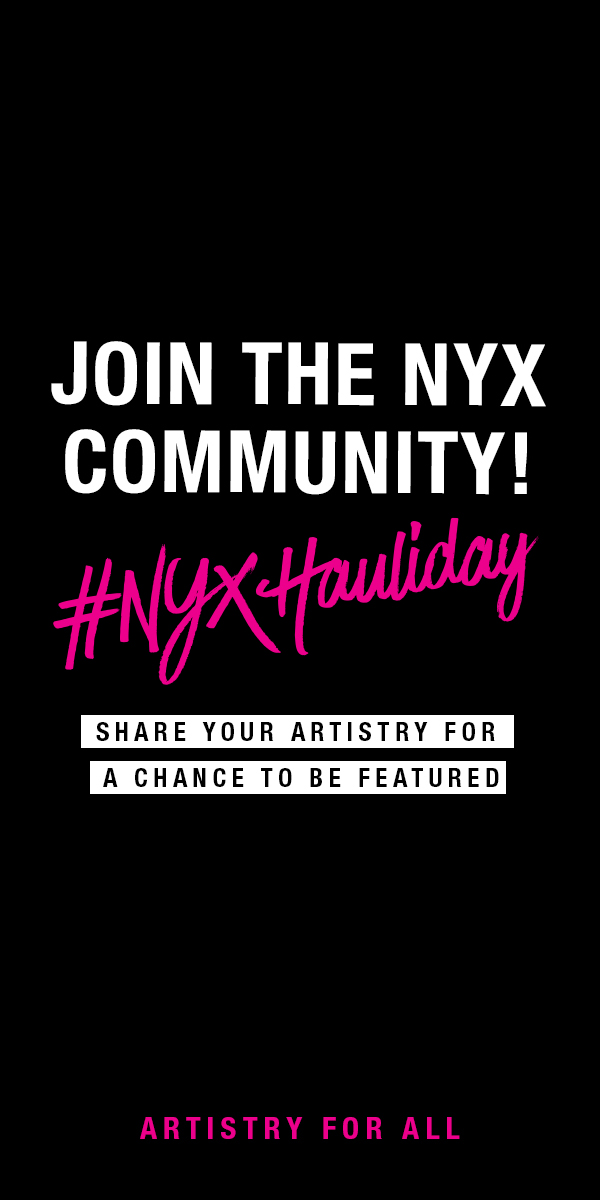 JOIN THE NYX
COMMUNITY!
#NYXHauliday
SHARE YOUR ARTISTRY FOR
A CHANCE TO BE FEATURED
ARTISTRY FOR ALL